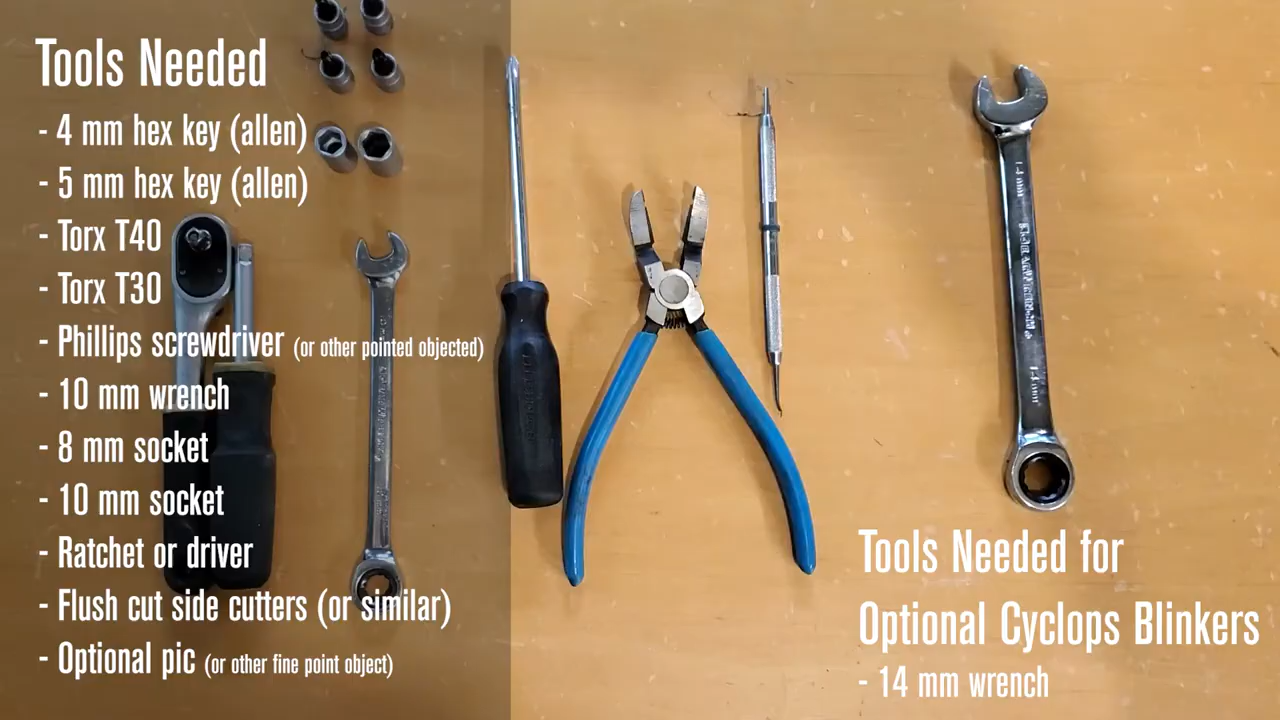 Tools Needed
- 4 mm hex key (allen)
- 5 mm hex key (allen)
- Torx T40
- Torx T30
- Phillips screwdriver (or other pointed objected)
- 10 mm wrench
- 8 mm socket
- 10 mm socket
- Ratchet or driver
- Flush cut side cutters (or similar)
- Optional pic (or other fine point object)
Tools Needed for
Optional Cyclops Blinkers
- 14 mm wrench